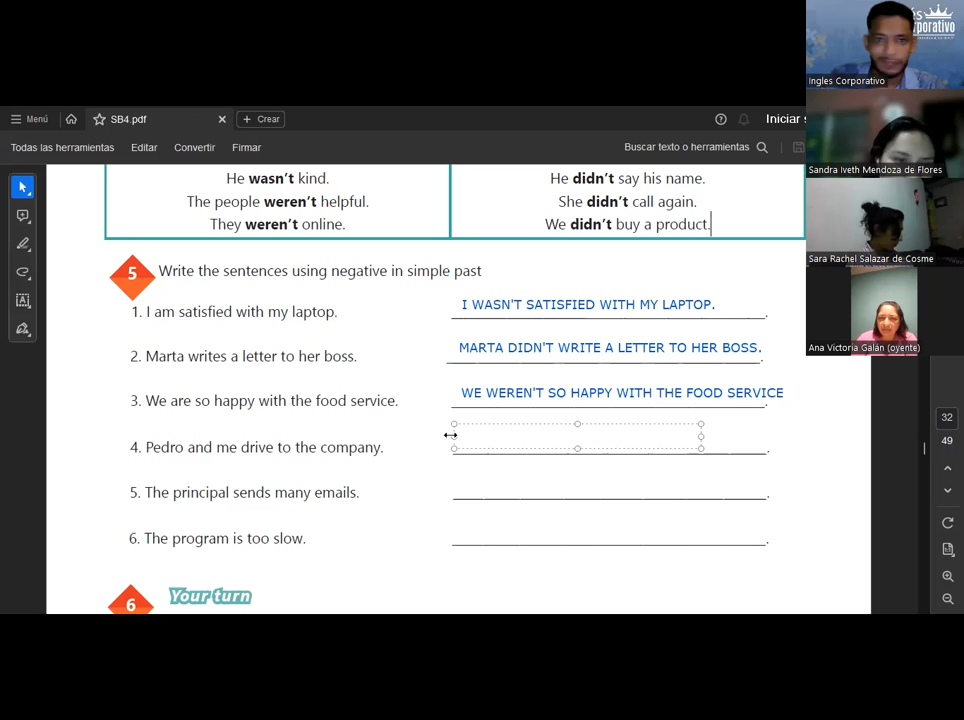 és
rporativo
Ingles Corporativo
Menú
SB4.pdf
Crear
Iniciar s
Todas las herramientas
Editar
Convertir
Firmar
Buscar texto o herramientas
Sandra Iveth Mendoza de Flores
He wasn't kind.
He didn't say his name.
The people weren't helpful.
She didn't call again.
They weren't online.
We didn't buy a product.
Sara Rachel Salazar de Cosme
5 Write the sentences using negative in simple past
1. I am satisfied with my laptop.
I WASN'T SATISFIED WITH MY LAPTOP.
Ana Victoria Galán (oyente)
2. Marta writes a letter to her boss.
MARTA DIDN'T WRITE A LETTER TO HER BOSS.
3. We are so happy with the food service.
WE WEREN'T SO HAPPY WITH THE FOOD SERVICE
4. Pedro and me drive to the company.
5. The principal sends many emails.
6. The program is too slow.
32
49
6 Your turn